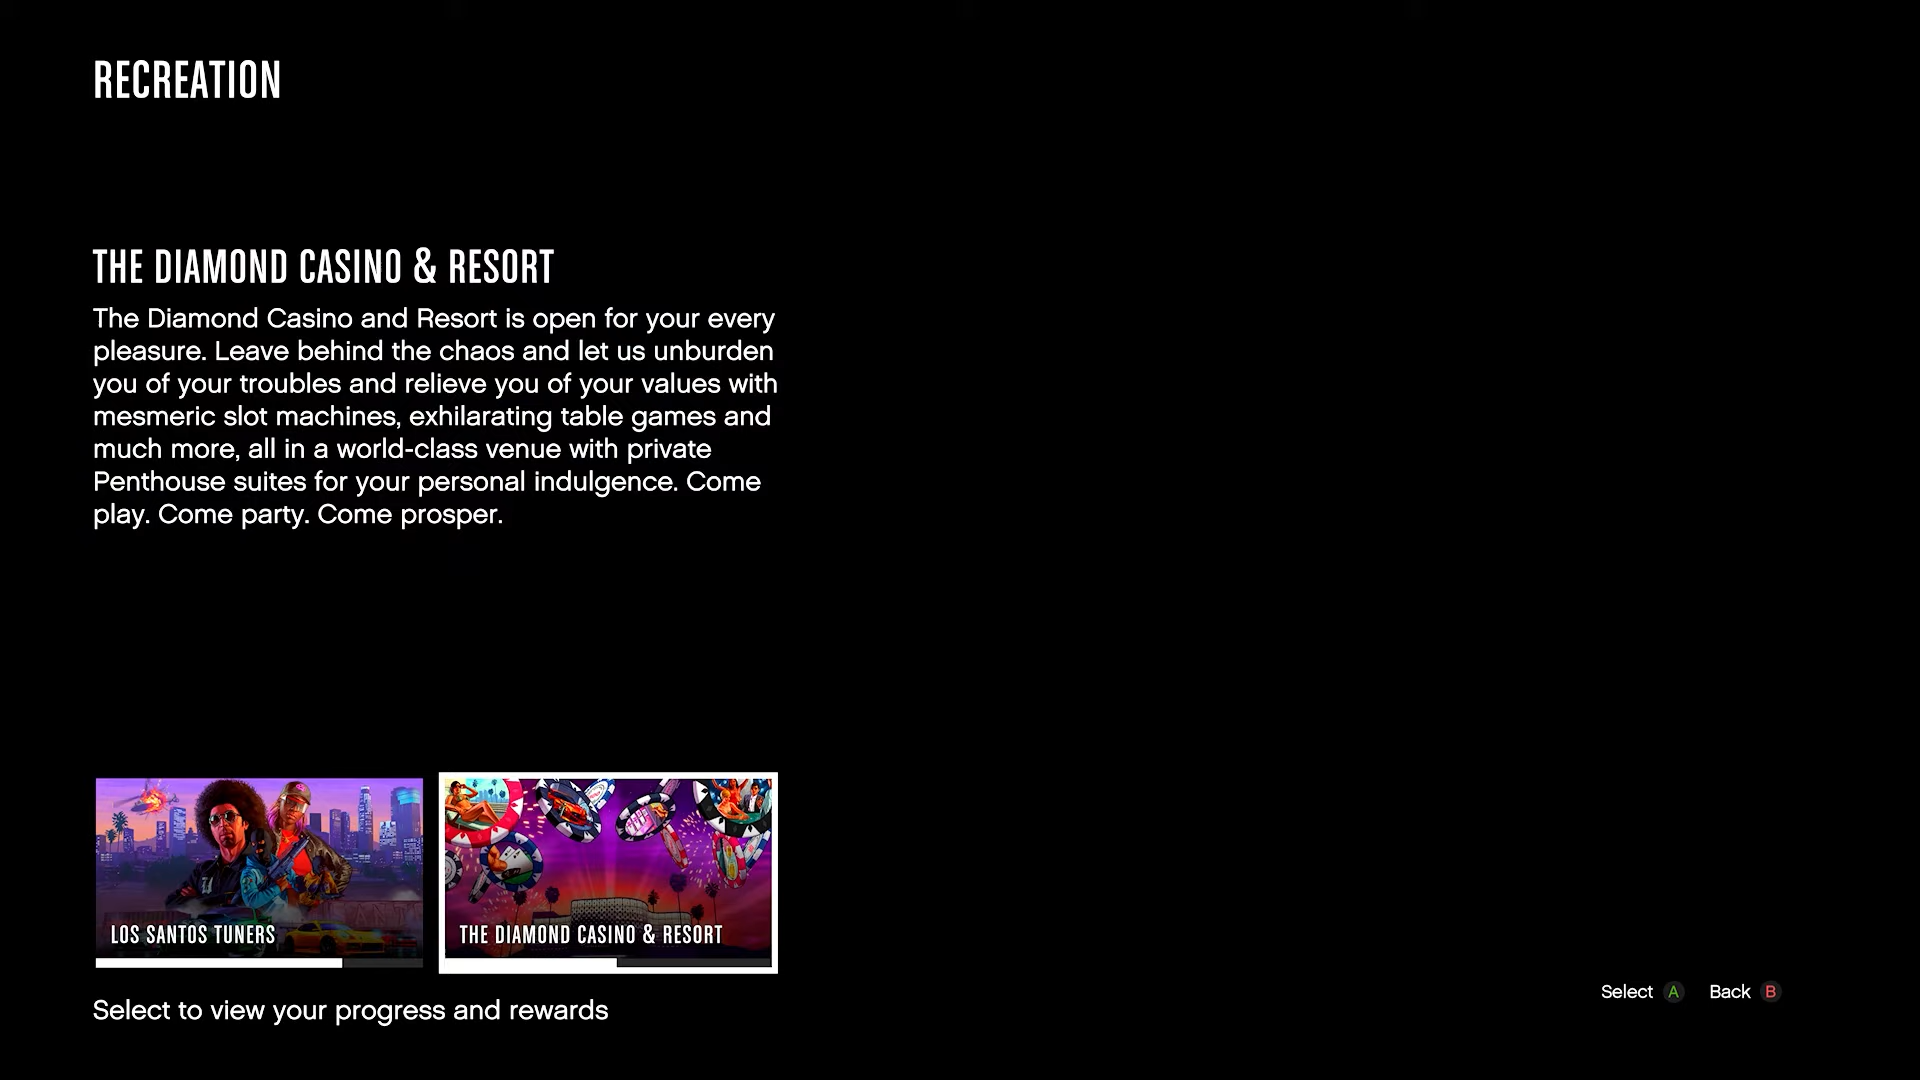 RECREATION
THE DIAMOND CASINO & RESORT
The Diamond Casino and Resort is open for your every
pleasure. Leave behind the chaos and let us unburden
you of your troubles and relieve you of your values with
mesmeric slot machines, exhilarating table games and
much more, all in a world-class venue with private
Penthouse suites for your personal indulgence. Come
play. Come party. Come prosper.
LOS SANTOS TUNERS
THE DIAMOND CASINO & RESORT
Select to view your progress and rewards
Select A Back B